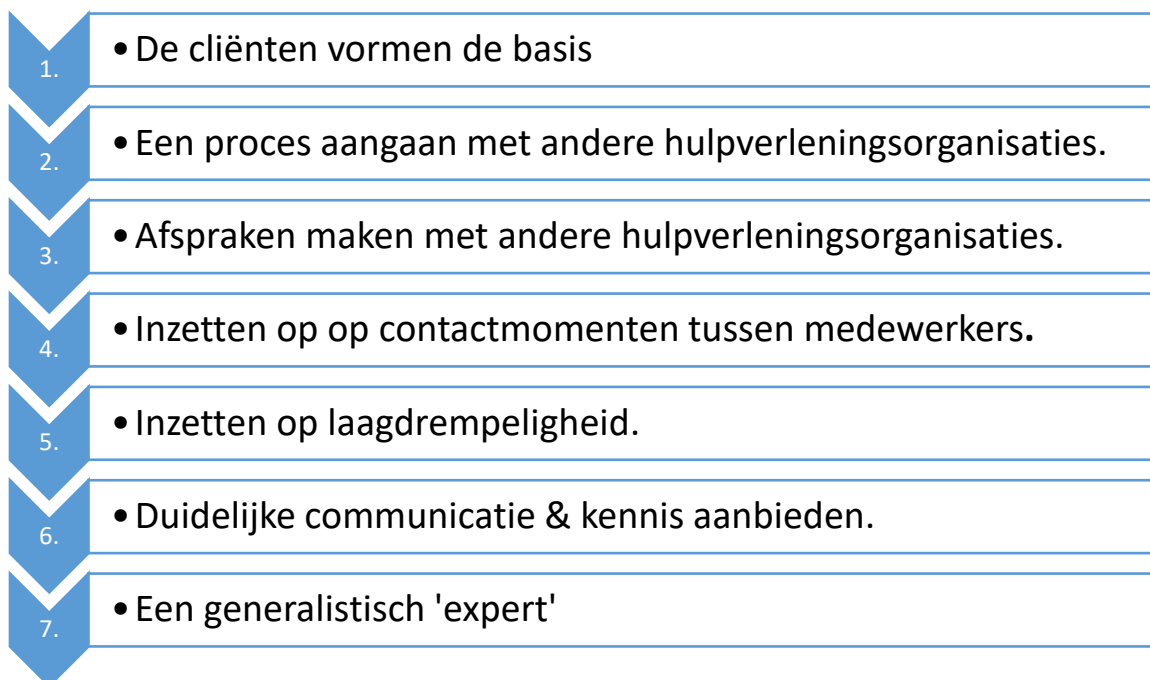 1. • De cliënten vormen de basis
2. • Een proces aangaan met andere hulpverleningsorganisaties.
3. • Afspraken maken met andere hulpverleningsorganisaties.
4. • Inzetten op op contactmomenten tussen medewerkers.
5. • Inzetten op laagdrempeligheid.
6. • Duidelijke communicatie & kennis aanbieden.
7. • Een generalistisch 'expert'